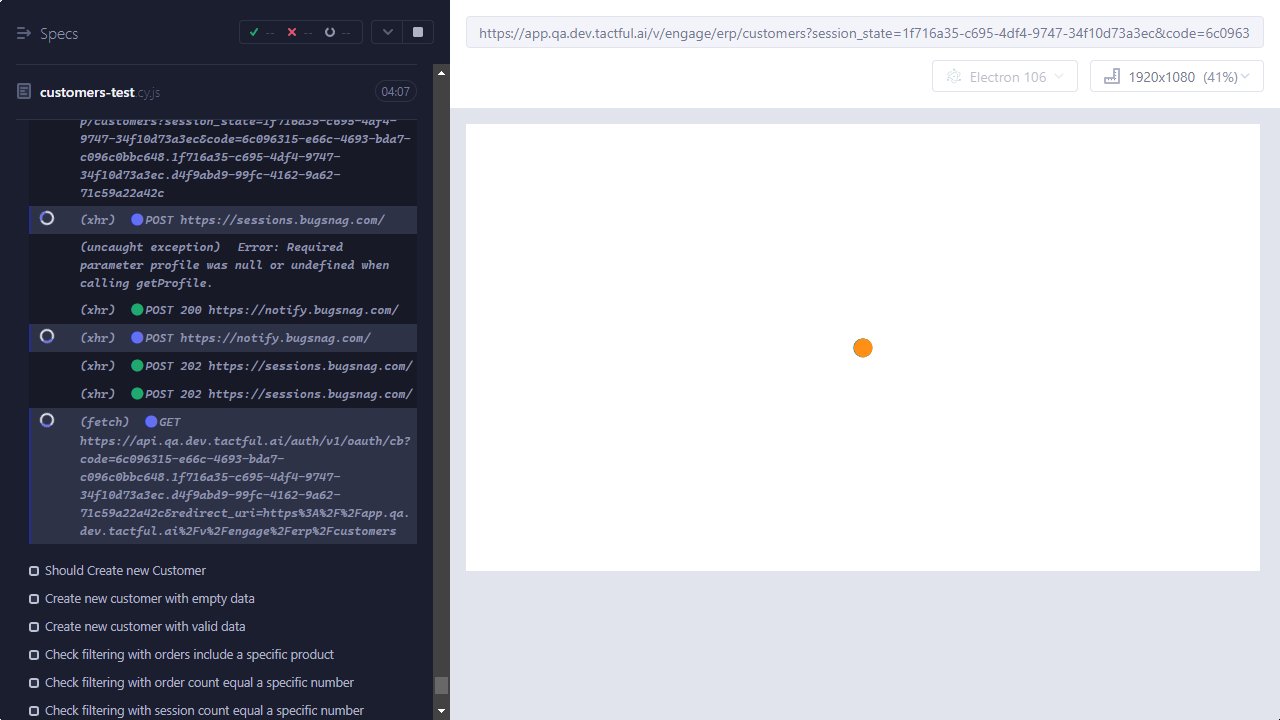 Specs
--
--
--
https://app.qa.dev.tactful.ai/v/engage/erp/customers?session_state=1f716a35-c695-4df4-9747-34f10d73a3ec&code=6c0963
Electron 106
1920x1080 (41%)
customers-test.cy.js
04:07
p/customers?session_state=1f716a35-c695-4df4-
9747-34f10d73a3ec&code=6c096315-e66c-4693-bda7-
c096c0bbc648.1f716a35-c695-4df4-9747-
34f10d73a3ec.d4f9abd9-99fc-4162-9a62-
71c59a22a42c
(xhr) POST https://sessions.bugsnag.com/
(uncaught exception) Error: Required
parameter profile was null or undefined when
calling getProfile.
(xhr) POST 200 https://notify.bugsnag.com/
(xhr) POST https://notify.bugsnag.com/
(xhr) POST 202 https://sessions.bugsnag.com/
(xhr) POST 202 https://sessions.bugsnag.com/
(fetch) GET
https://api.qa.dev.tactful.ai/auth/v1/oauth/cb?
code=6c096315-e66c-4693-bda7-
c096c0bbc648.1f716a35-c695-4df4-9747-
34f10d73a3ec.d4f9abd9-99fc-4162-9a62-
71c59a22a42c&redirect_uri=https%3A%2F%2Fapp.qa.
dev.tactful.ai%2Fv%2Fengage%2Ferp%2Fcustomers
Should Create new Customer
Create new customer with empty data
Create new customer with valid data
Check filtering with orders include a specific product
Check filtering with order count equal a specific number
Check filtering with session count equal a specific number